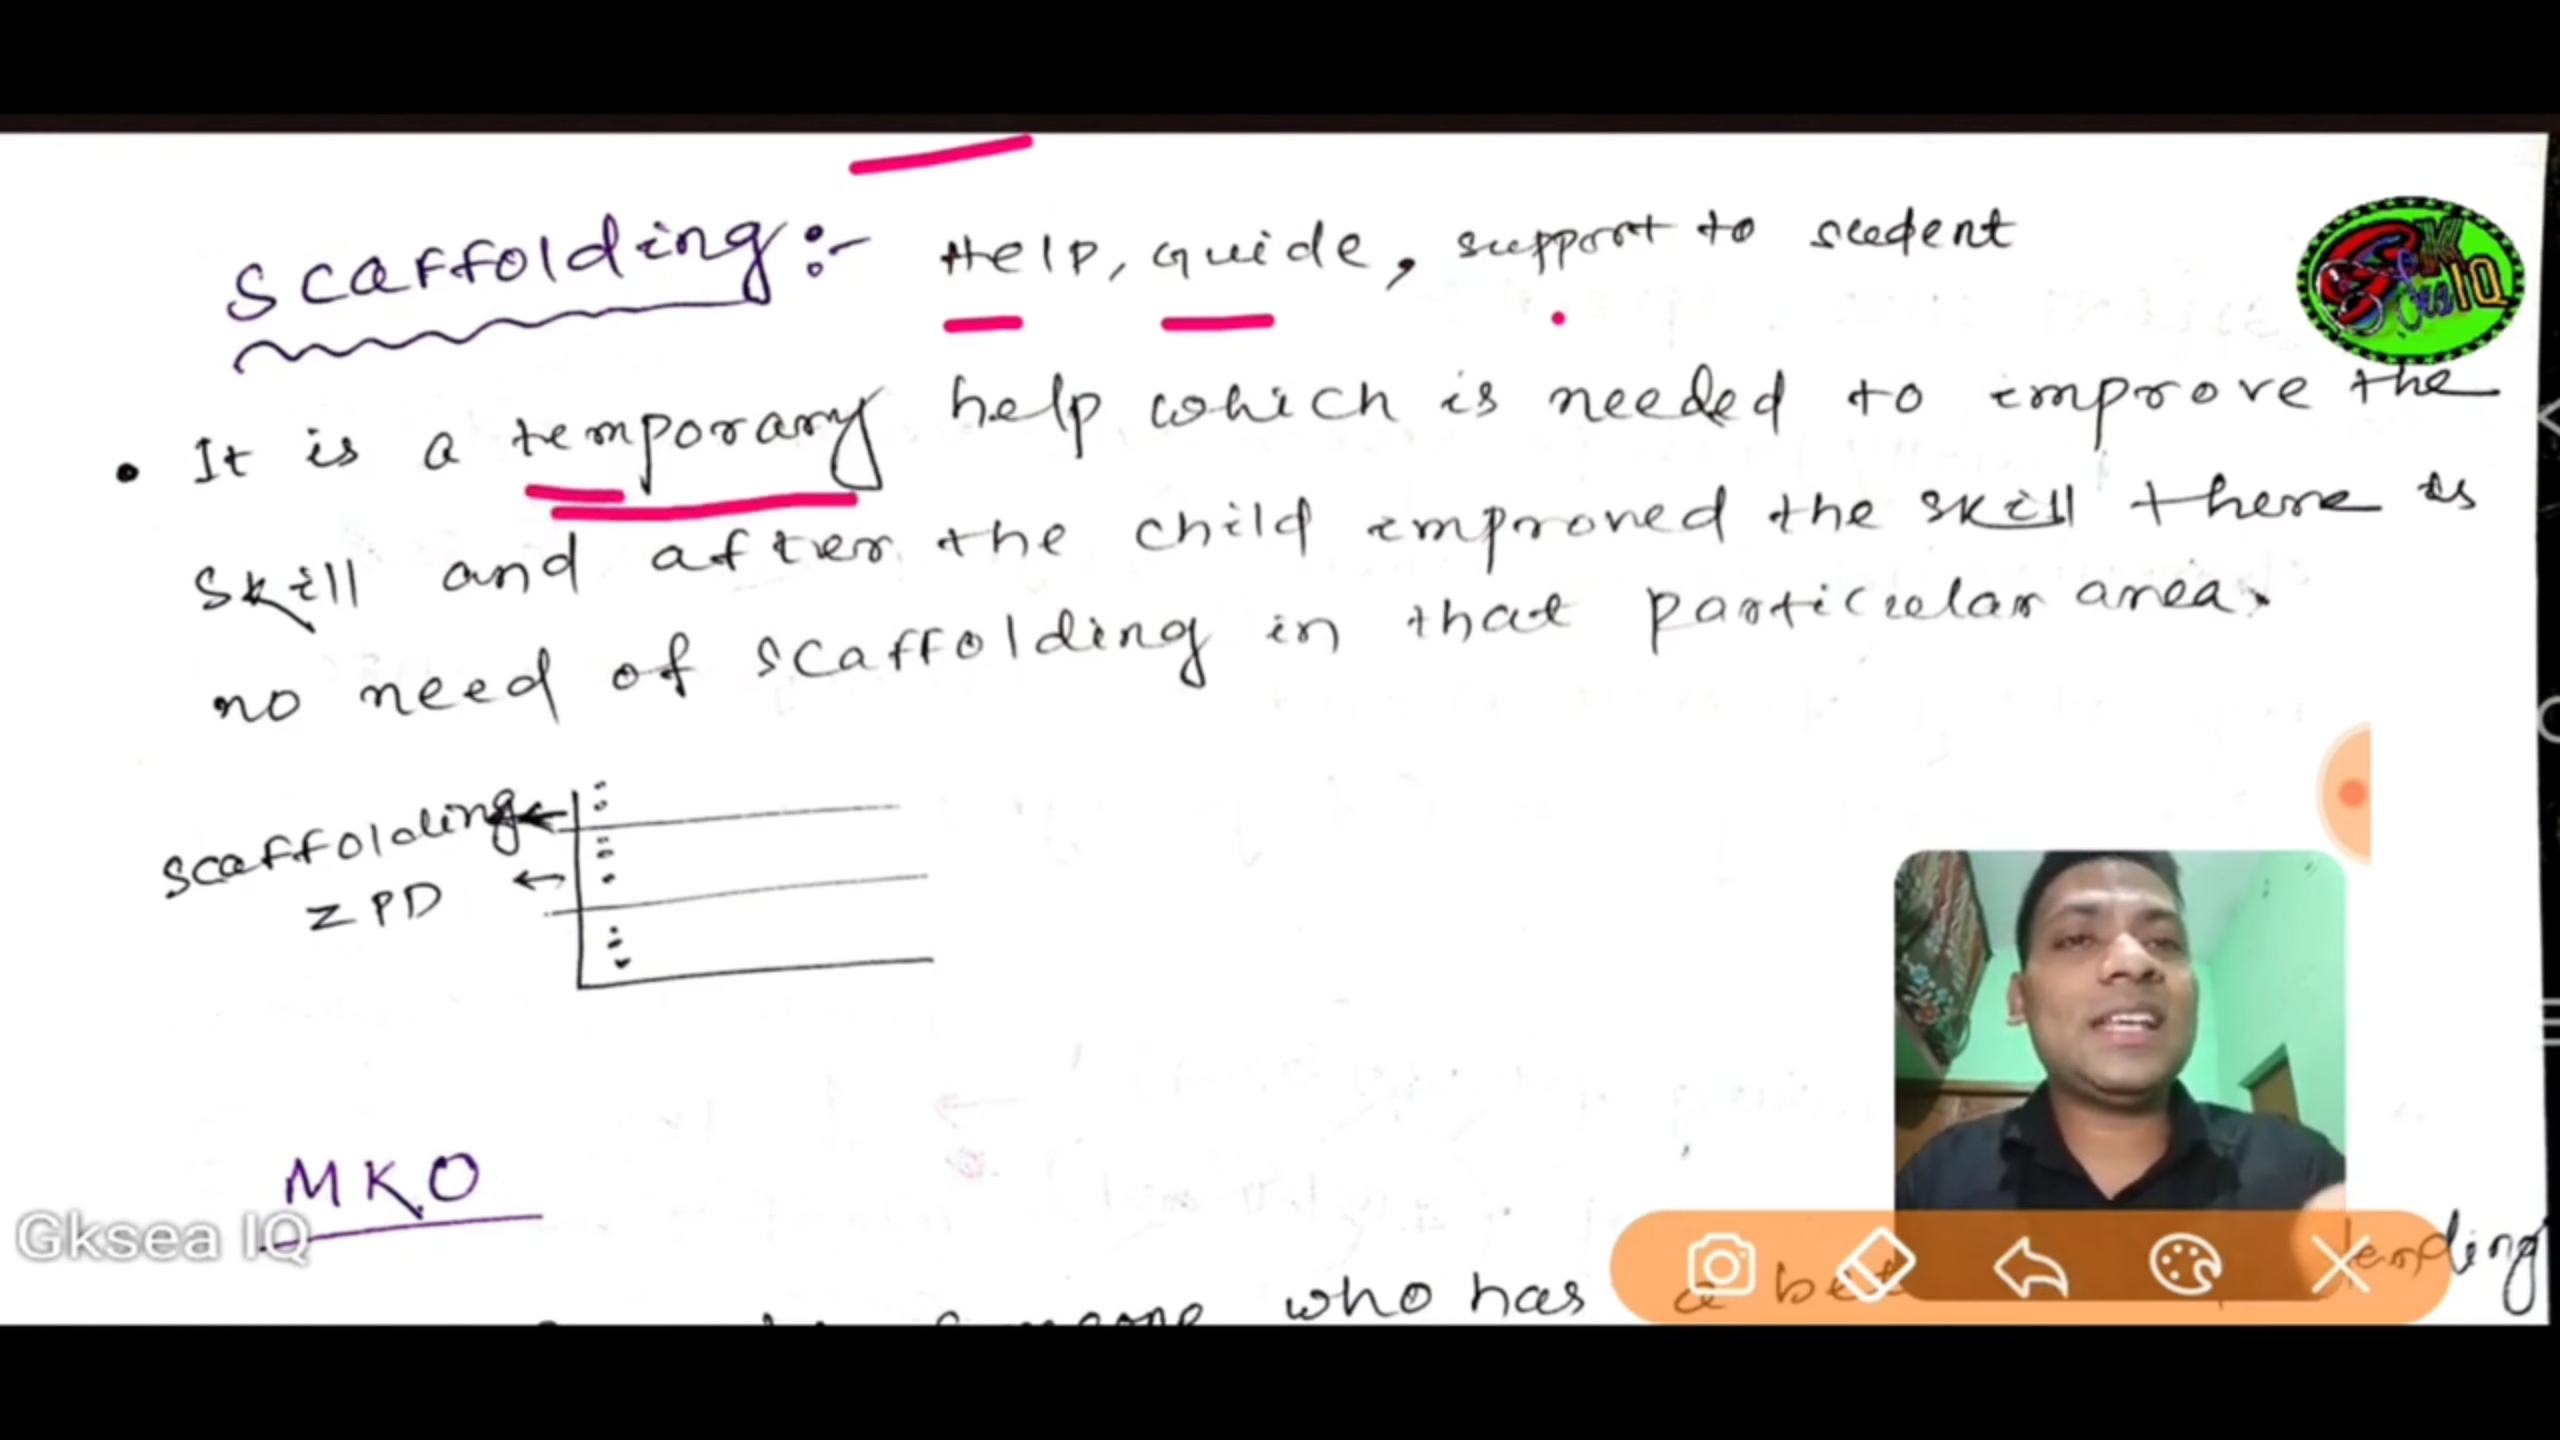 Scaffolding:- Help, Guide, support to sudent
• It is a temporary help which is needed to improve the
skill and after the child improved the skill there is
no need of scaffolding in that particular area.
scaffolding
ZPD
MKO
Gksea IQ
someone who has a